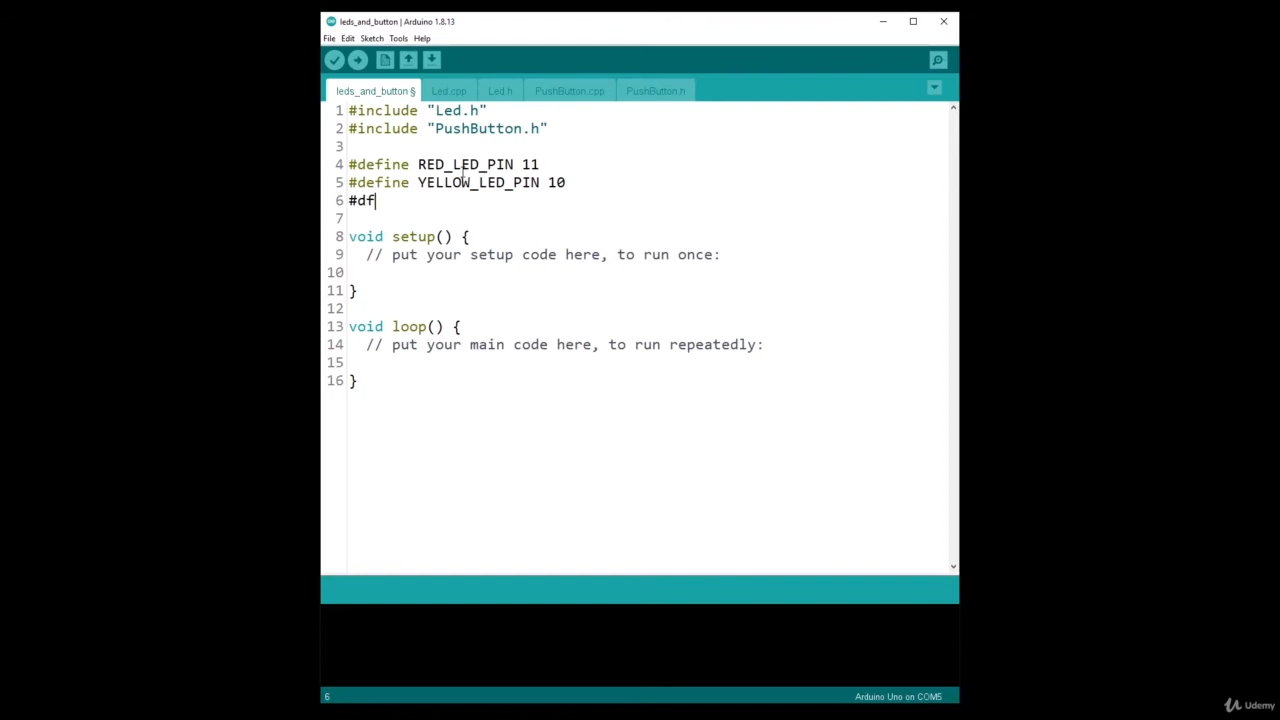 leds_and_button | Arduino 1.8.13
File Edit Sketch Tools Help
leds_and_button § Led.cpp Led.h PushButton.cpp PushButton.h
1 #include "Led.h"
2 #include "PushButton.h"
3
4 #define RED_LED_PIN 11
5 #define YELLOW_LED_PIN 10
6 #df
7
8 void setup() {
9 // put your setup code here, to run once:
10
11 }
12
13 void loop() {
14 // put your main code here, to run repeatedly:
15
16 }
6 Arduino Uno on COM5
Udemy